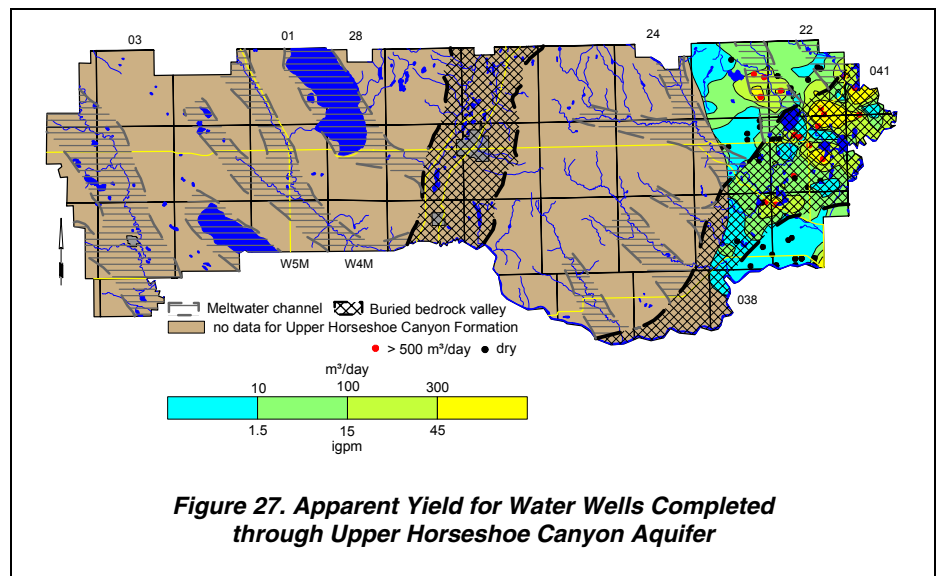 03 01 28 24 22
041
W5M W4M
038
Meltwater channel Buried bedrock valley
no data for Upper Horseshoe Canyon Formation
> 500 m³/day dry
m³/day
10 100 300
1.5 15 45
igpm
Figure 27. Apparent Yield for Water Wells Completed
through Upper Horseshoe Canyon Aquifer